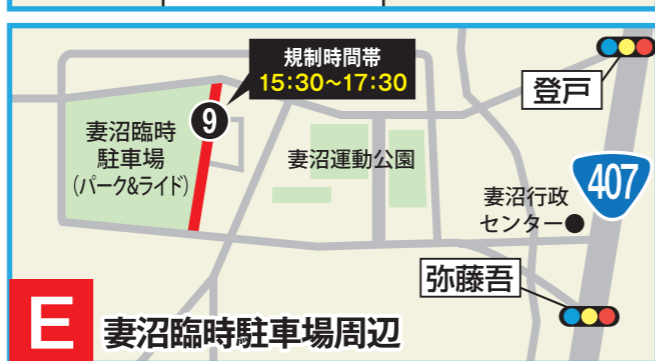 規制時間帯
15:30~17:30
登戸
9
妻沼臨時
駐車場
(パーク&ライド)
妻沼運動公園
407
妻沼行政
センター●
弥藤吾
E 妻沼臨時駐車場周辺